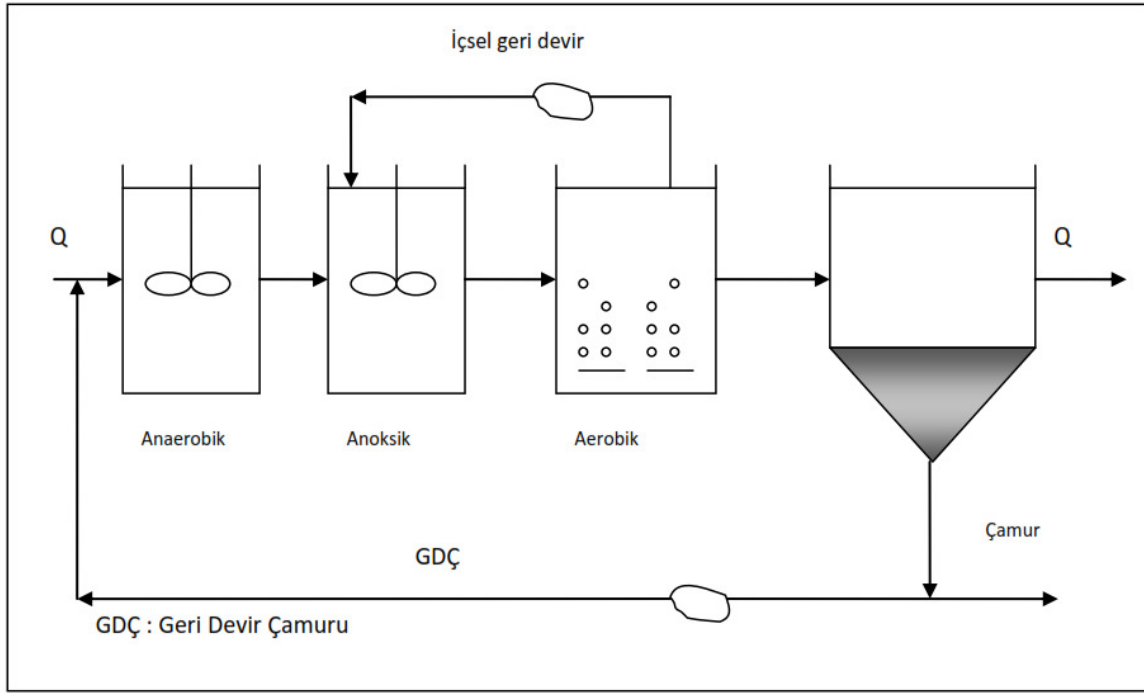 İçsel geri devir
Q
Q
Anaerobik
Anoksik
Aerobik
Çamur
GDÇ
GDÇ : Geri Devir Çamuru